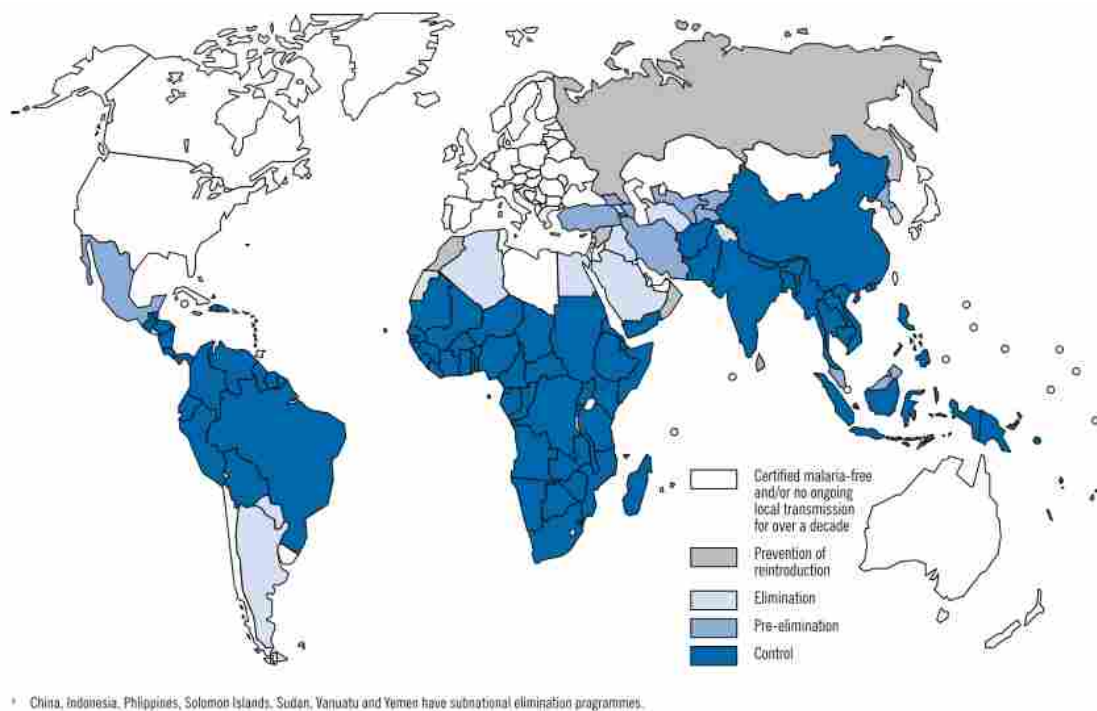 Certified malaria-free
and/or no ongoing
local transmission
for over a decade
Prevention of
reintroduction
Elimination
Pre-elimination
Control
China, Indonesia, Philippines, Solomon Islands, Sudan, Vanuatu and Yemen have subnational elimination programmes.